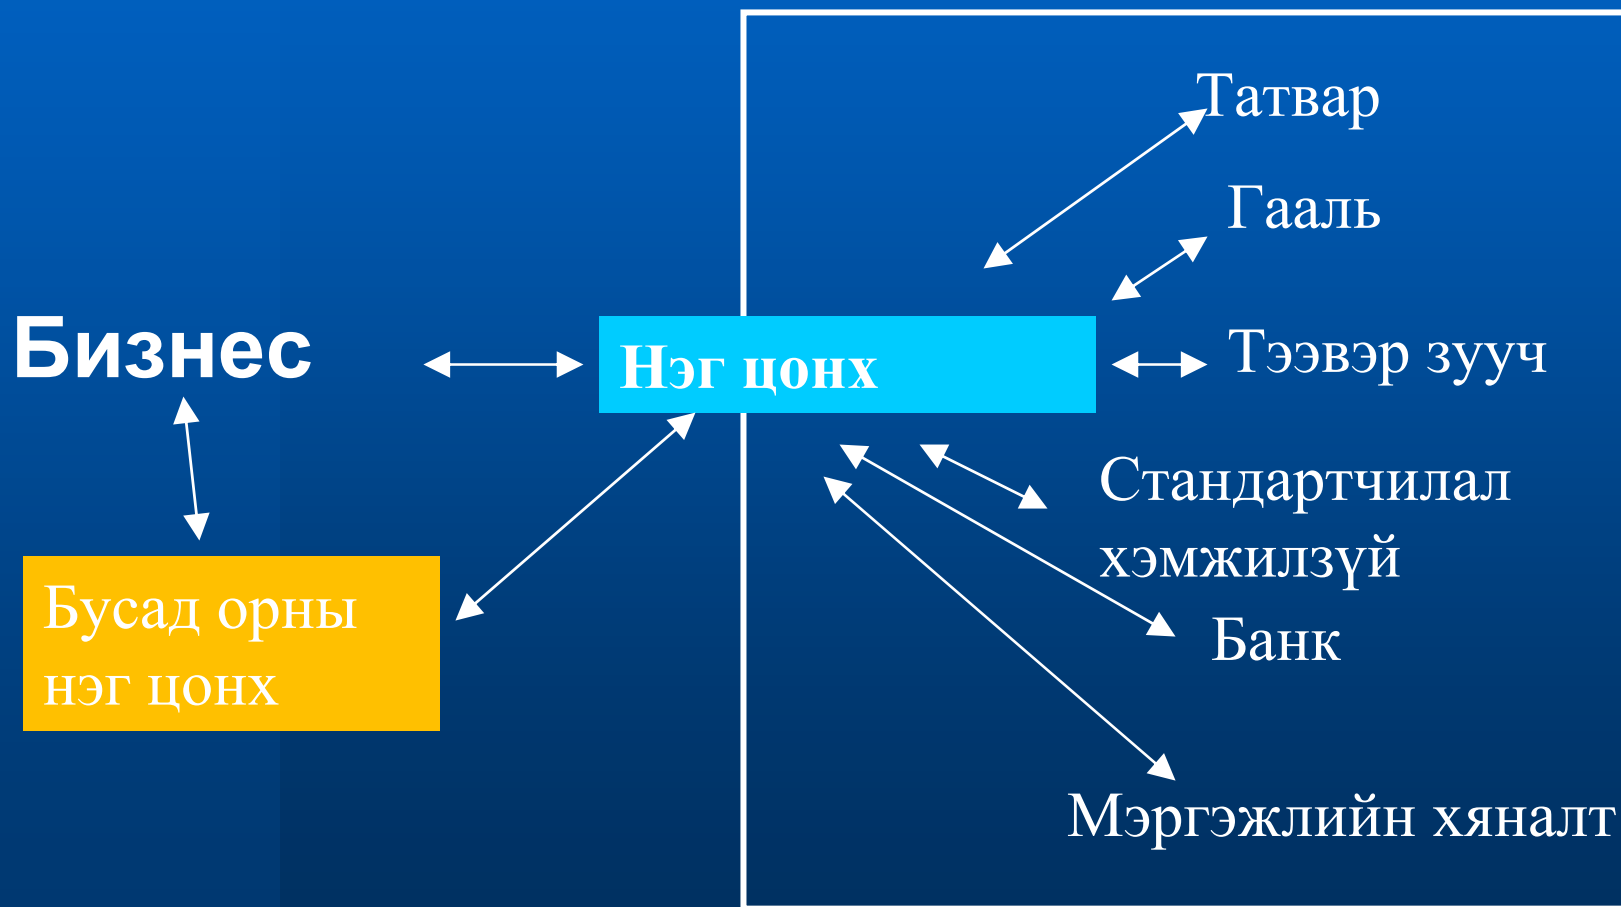 Татвар
Гааль
Бизнес
Нэг цонх
Тээвэр зууч
Стандартчилал
хэмжилзүй
Бусад орны
нэг цонх
Банк
Мэргэжлийн хяналт